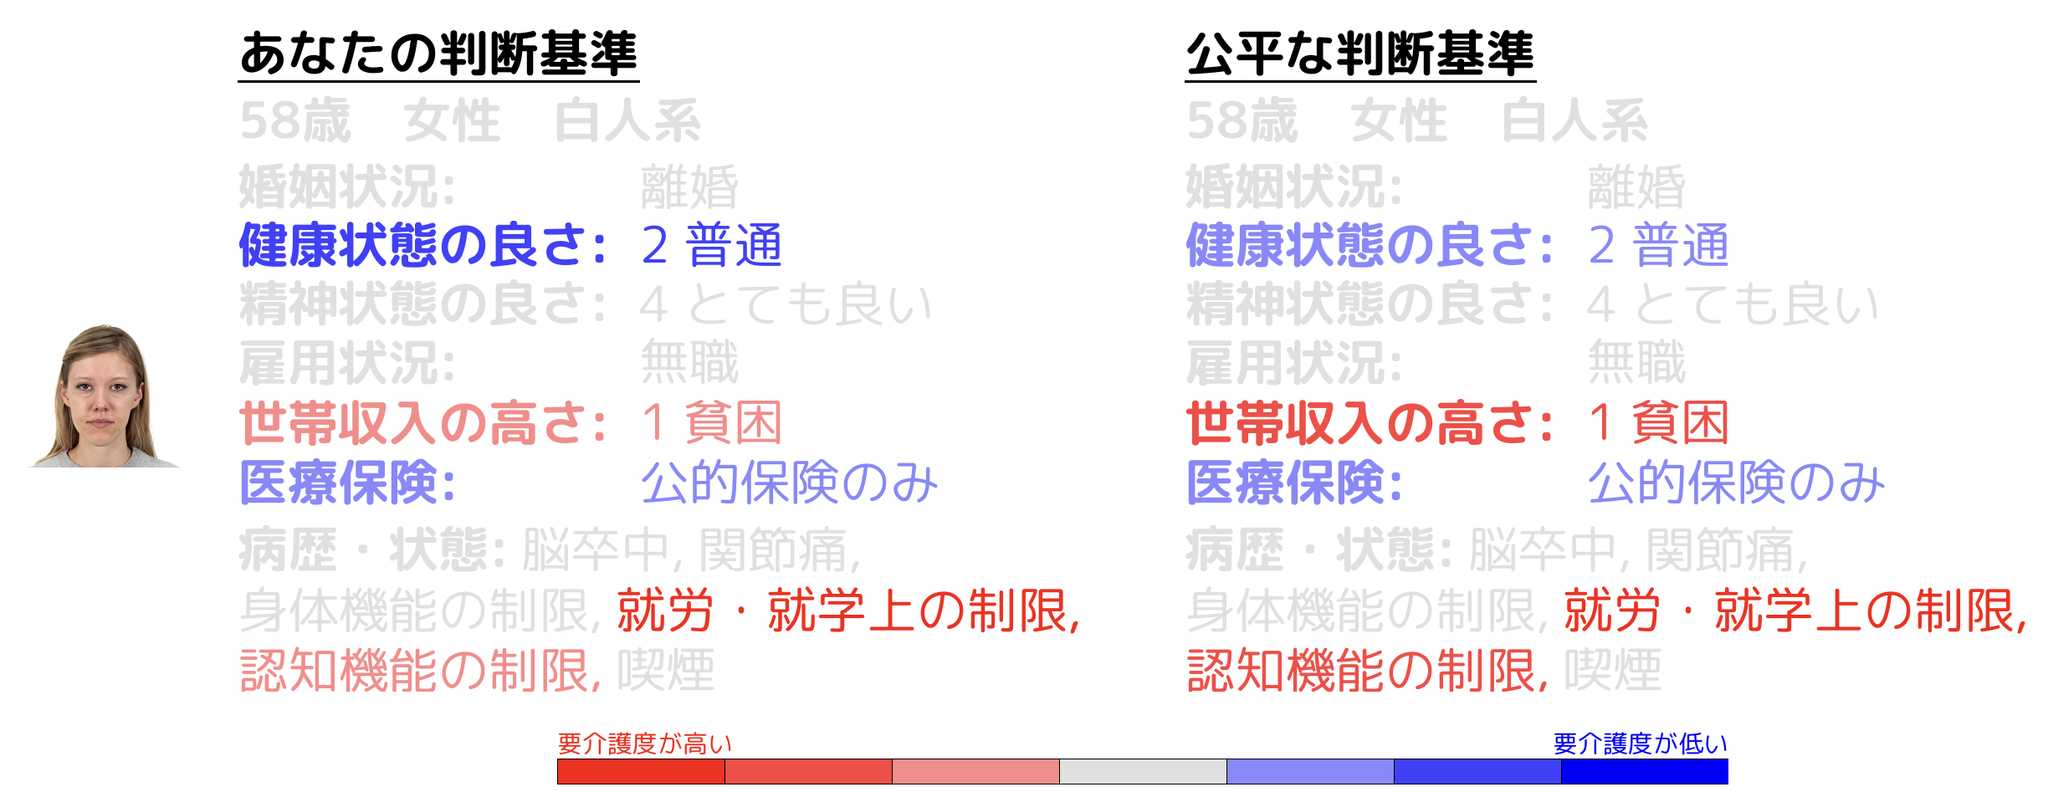 あなたの判断基準
58歳　女性　白人系
婚姻状況: 離婚
健康状態の良さ: 2 普通
精神状態の良さ: 4 とても良い
雇用状況: 無職
世帯収入の高さ: 1 貧困
医療保険: 公的保険のみ
病歴・状態: 脳卒中, 関節痛,
身体機能の制限, 就労・就学上の制限,
認知機能の制限, 喫煙
公平な判断基準
58歳　女性　白人系
婚姻状況: 離婚
健康状態の良さ: 2 普通
精神状態の良さ: 4 とても良い
雇用状況: 無職
世帯収入の高さ: 1 貧困
医療保険: 公的保険のみ
病歴・状態: 脳卒中, 関節痛,
身体機能の制限, 就労・就学上の制限,
認知機能の制限, 喫煙
要介護度が高い 要介護度が低い